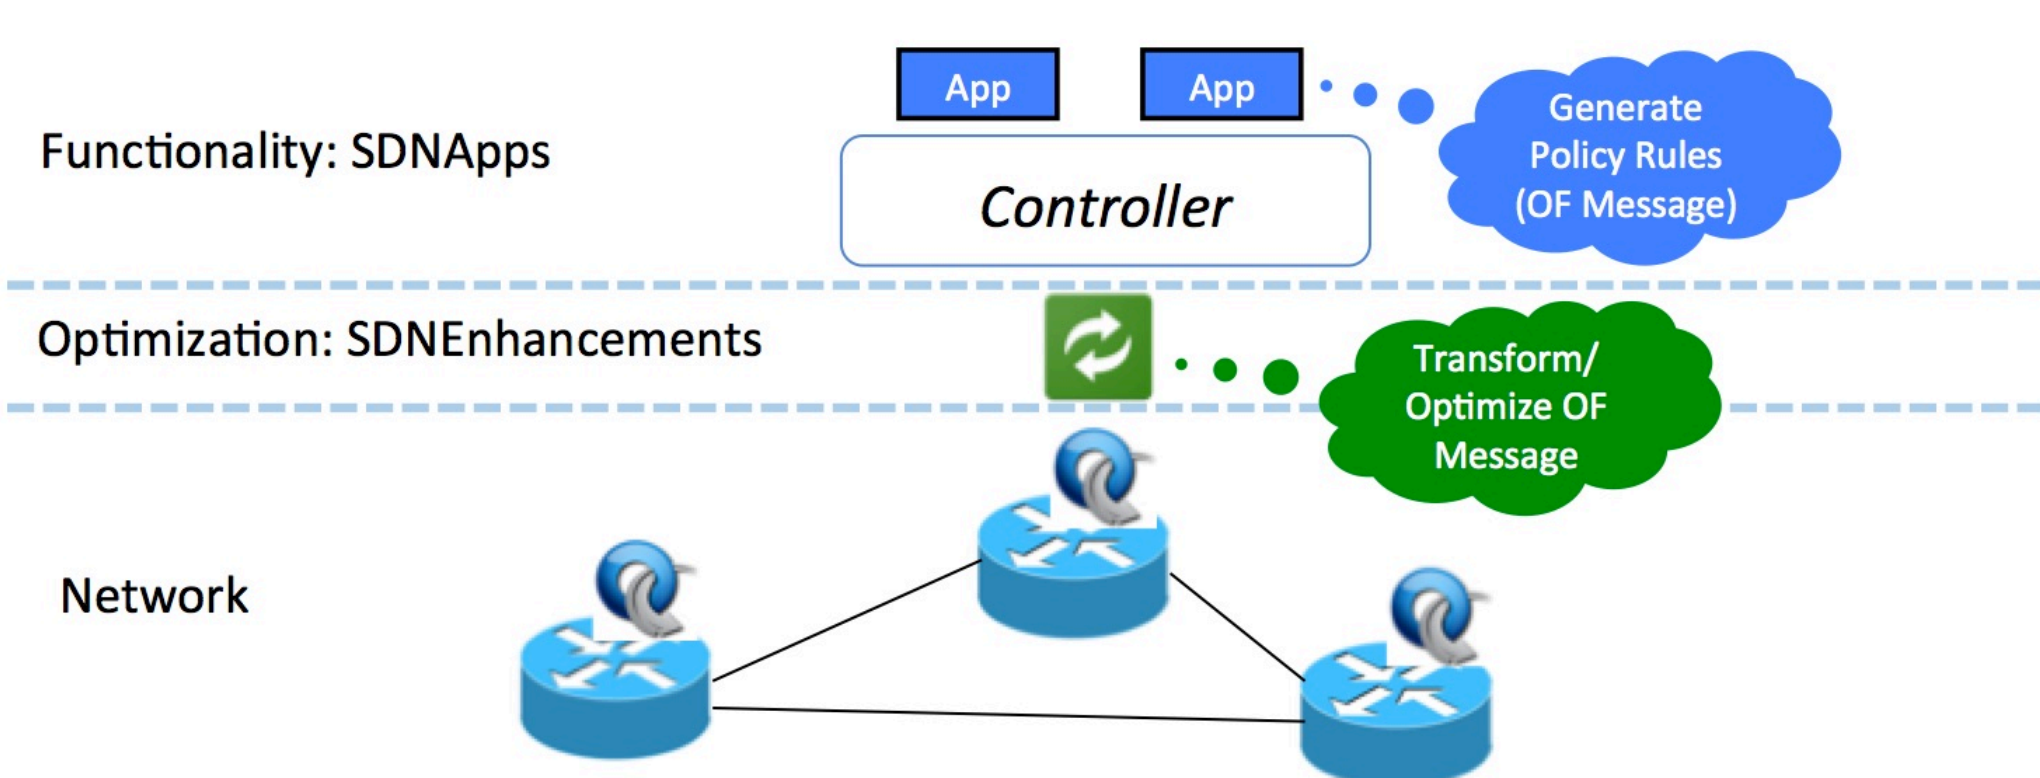 App
App
Generate
Policy Rules
(OF Message)
Functionality: SDNApps
Controller
Optimization: SDNEnhancements
Transform/
Optimize OF
Message
Network